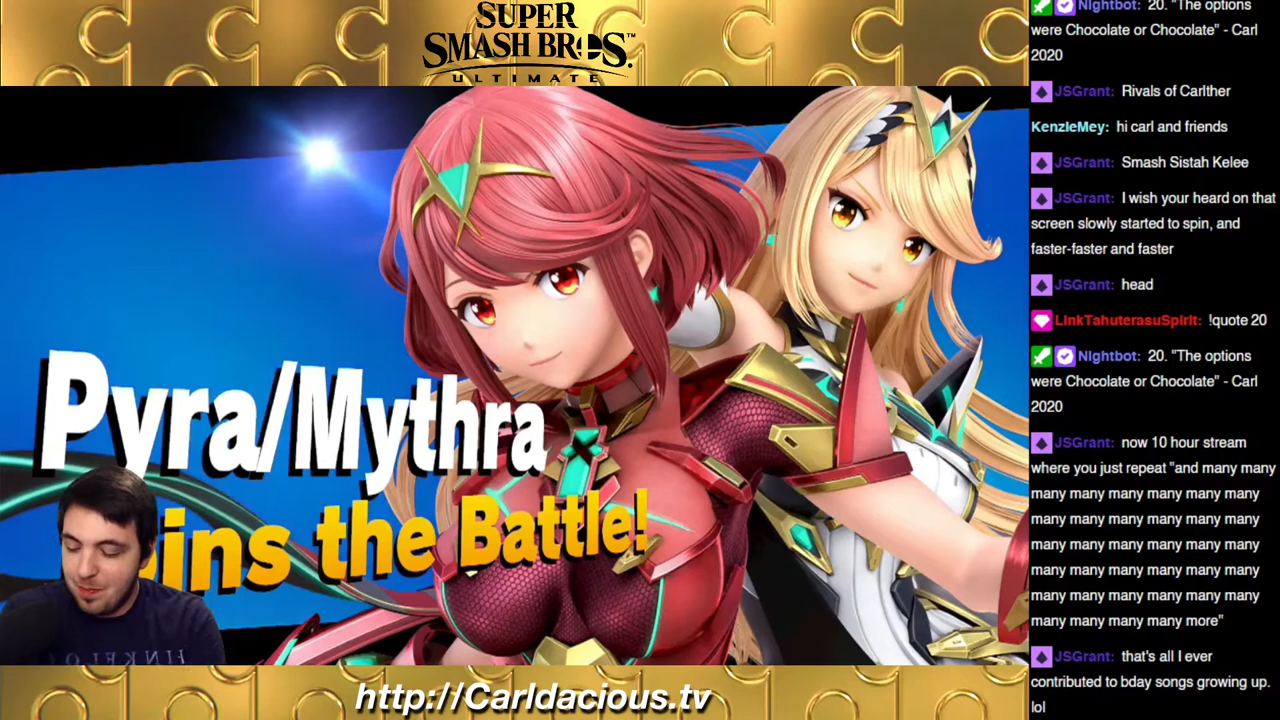 SUPER
SMASH BROS.™
ULTIMATE
Pyra/Mythra
ins the Battle!
http://Carldacious.tv
Nightbot: 20. "The options
were Chocolate or Chocolate" - Carl
2020
JSGrant: Rivals of Carlther
KenzieMey: hi carl and friends
JSGrant: Smash Sistah Kelee
JSGrant: I wish your heard on that
screen slowly started to spin, and
faster-faster and faster
JSGrant: head
LinkTahuterasuSpirit: !quote 20
Nightbot: 20. "The options
were Chocolate or Chocolate" - Carl
2020
JSGrant: now 10 hour stream
where you just repeat "and many many
many many many many many many
many many many many many many
many many many many many many
many many many many many many
many many many many many many
many many many many more"
JSGrant: that's all I ever
contributed to bday songs growing up.
lol